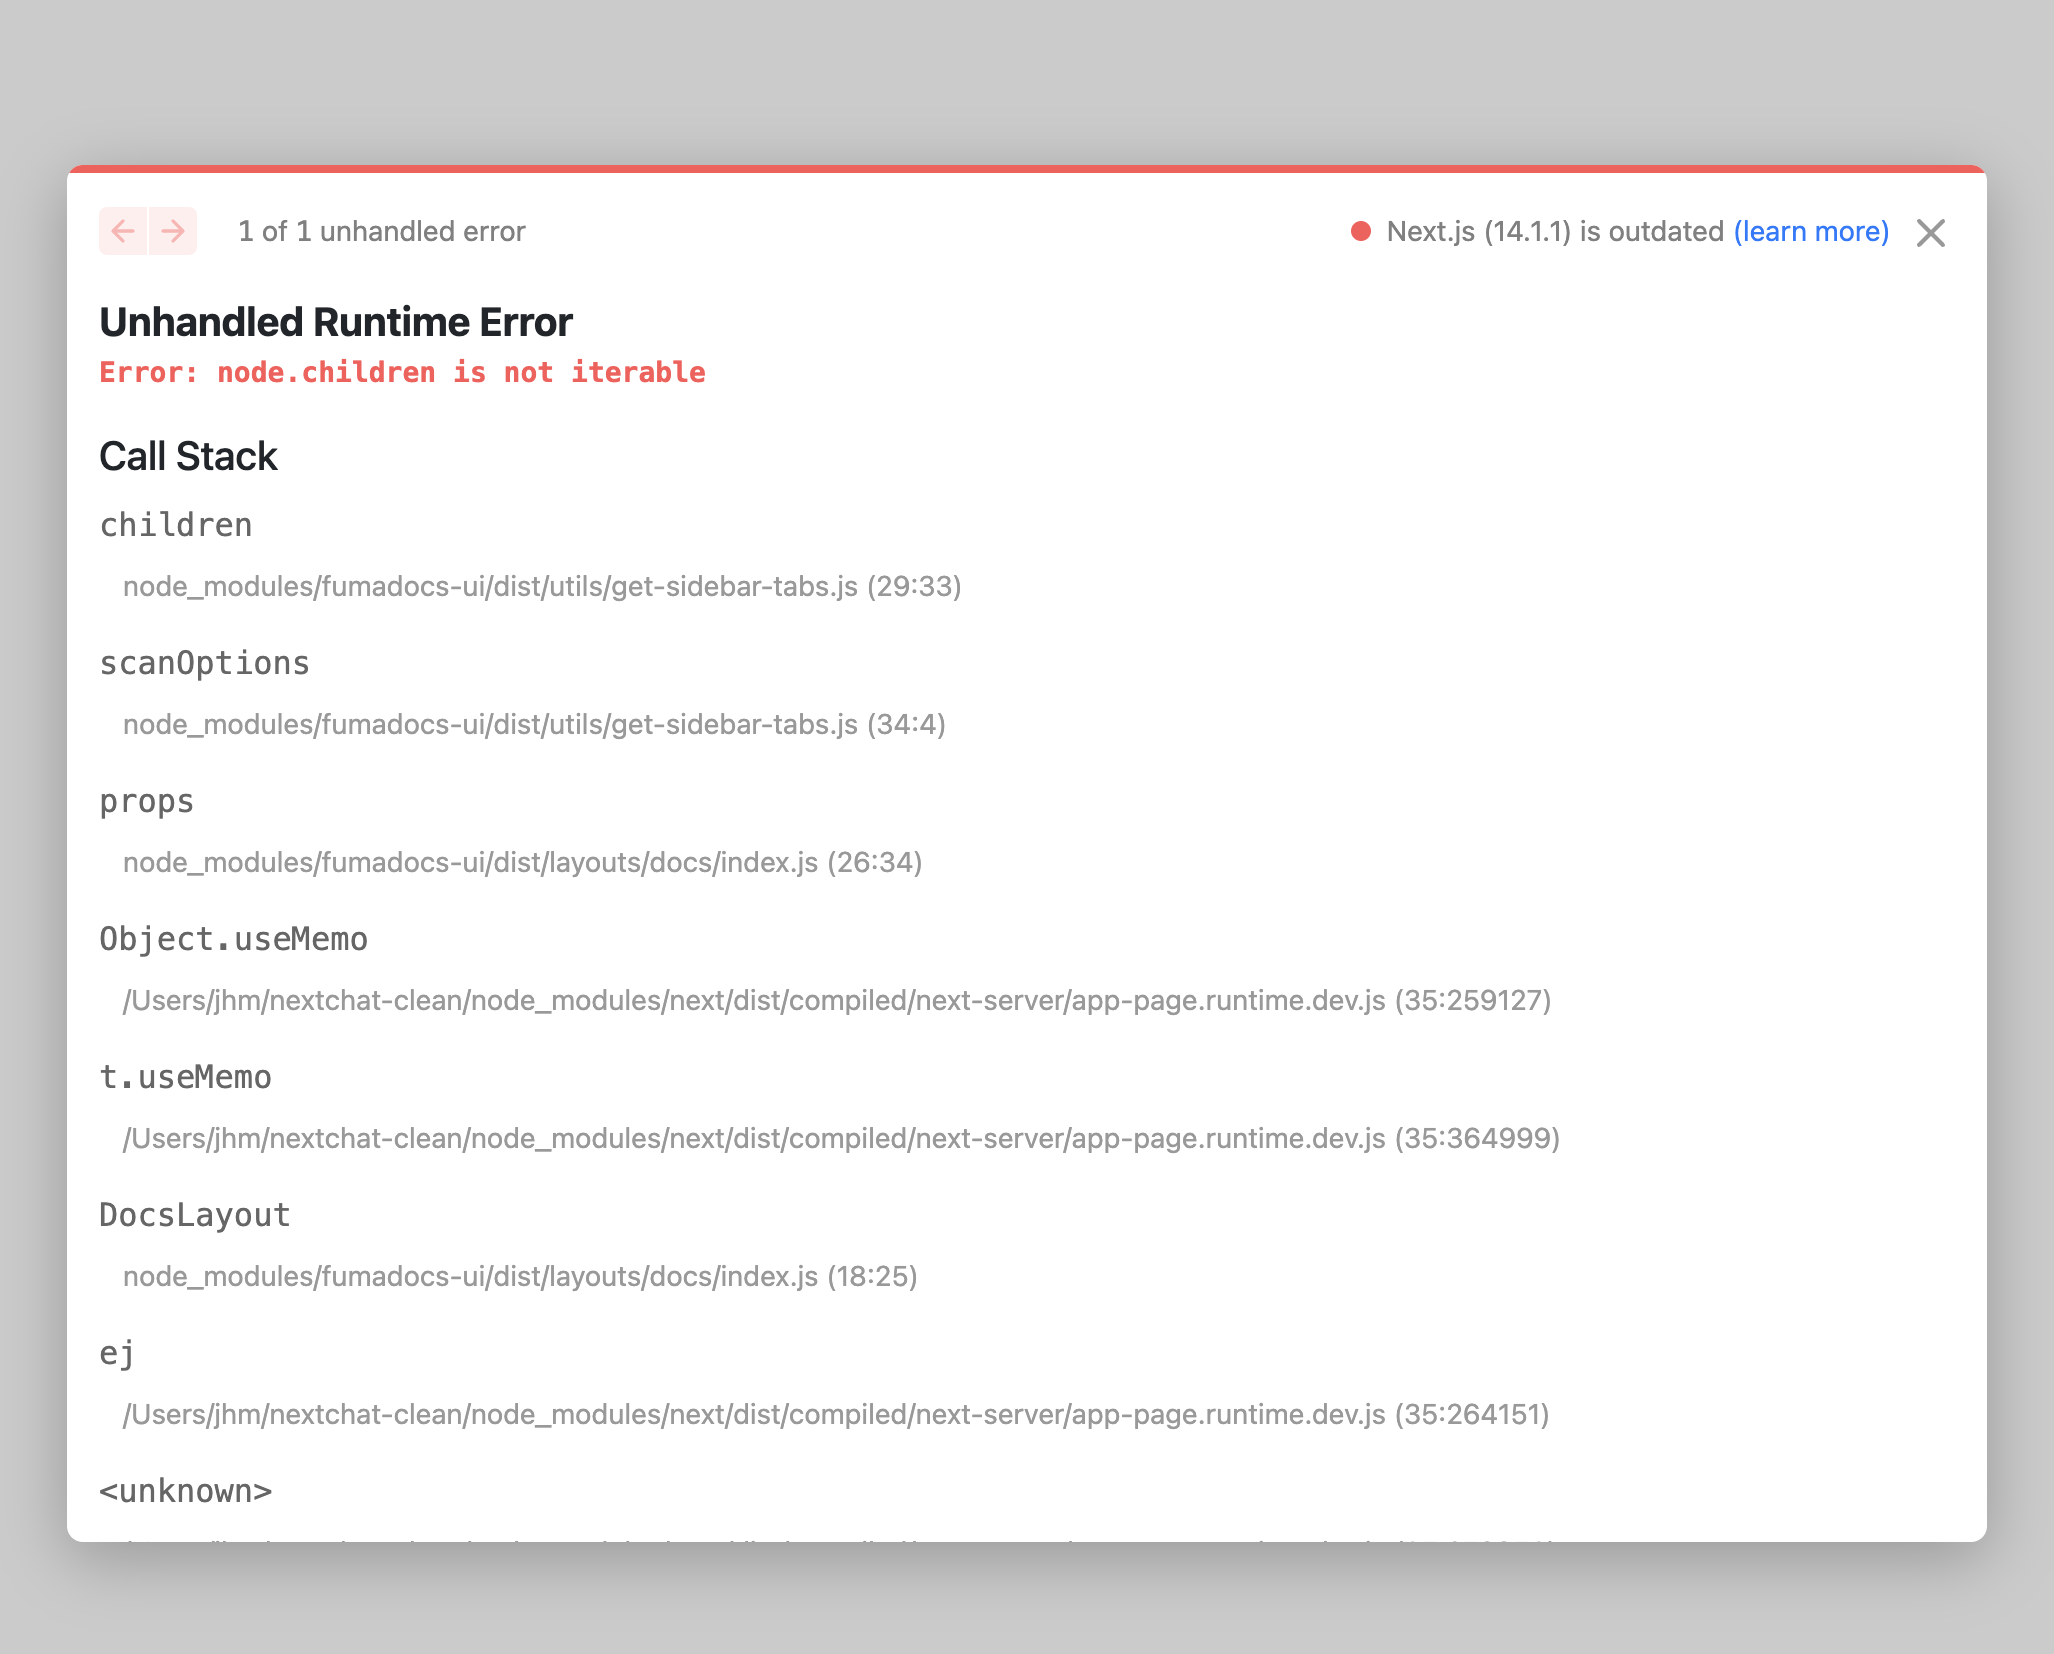 1 of 1 unhandled error
Next.js (14.1.1) is outdated (learn more)
Unhandled Runtime Error
Error: node.children is not iterable
Call Stack
children
node_modules/fumadocs-ui/dist/utils/get-sidebar-tabs.js (29:33)
scanOptions
node_modules/fumadocs-ui/dist/utils/get-sidebar-tabs.js (34:4)
props
node_modules/fumadocs-ui/dist/layouts/docs/index.js (26:34)
Object.useMemo
/Users/jhm/nextchat-clean/node_modules/next/dist/compiled/next-server/app-page.runtime.dev.js (35:259127)
t.useMemo
/Users/jhm/nextchat-clean/node_modules/next/dist/compiled/next-server/app-page.runtime.dev.js (35:364999)
DocsLayout
node_modules/fumadocs-ui/dist/layouts/docs/index.js (18:25)
ej
/Users/jhm/nextchat-clean/node_modules/next/dist/compiled/next-server/app-page.runtime.dev.js (35:264151)
<unknown>